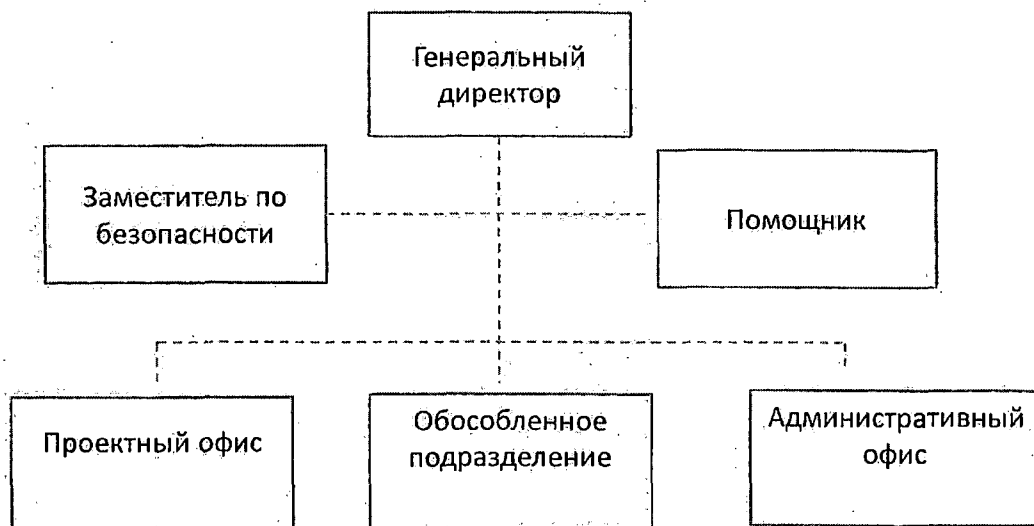 Генеральный
директор
Заместитель по
безопасности
Помощник
Проектный офис
Обособленное
подразделение
Административный
офис